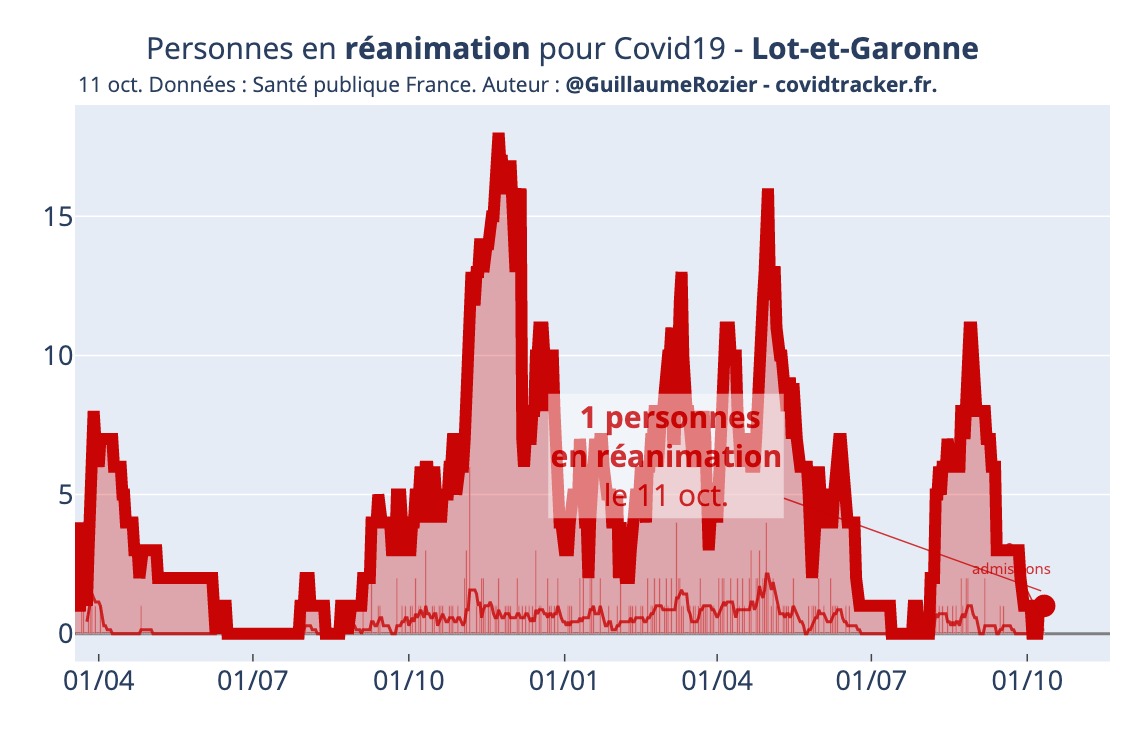 Personnes en réanimation pour Covid19 - Lot-et-Garonne
11 oct. Données : Santé publique France. Auteur : @GuillaumeRozier - covidtracker.fr.
15
10
1 personnes
en réanimation
le 11 oct.
5
admissions
0
01/04 01/07 01/10 01/01 01/04 01/07 01/10